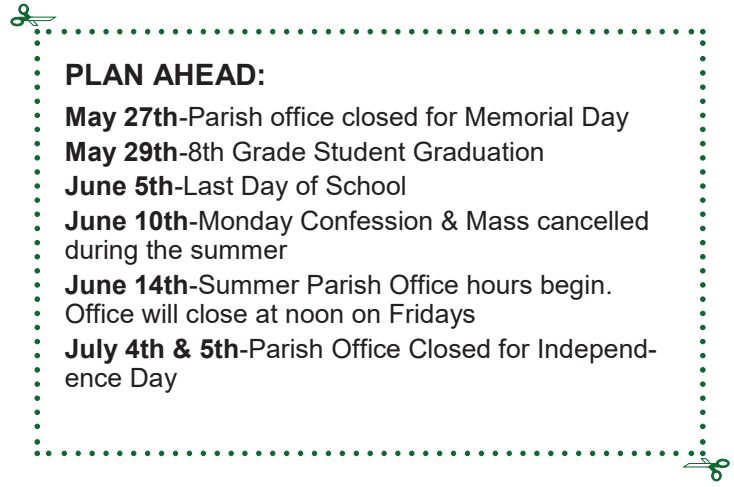 PLAN AHEAD:
May 27th-Parish office closed for Memorial Day
May 29th-8th Grade Student Graduation
June 5th-Last Day of School
June 10th-Monday Confession & Mass cancelled
during the summer
June 14th-Summer Parish Office hours begin.
Office will close at noon on Fridays
July 4th & 5th-Parish Office Closed for Independ-
ence Day